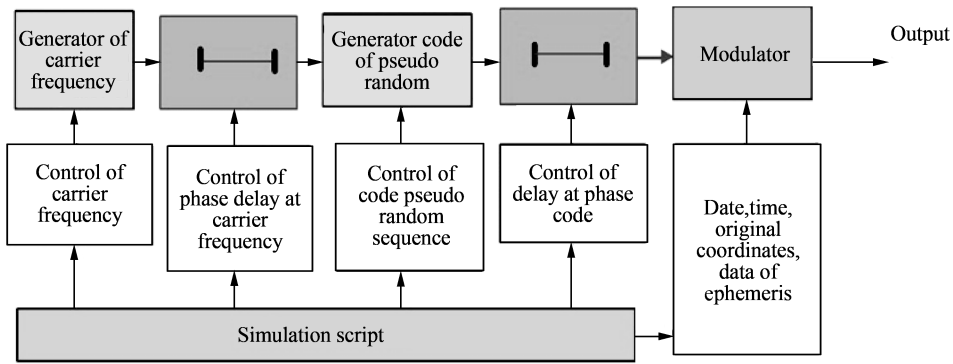 Generator of
carrier
frequency
Generator code
of pseudo
random
Modulator
Output
Control of
carrier
frequency
Control of
phase delay at
carrier
frequency
Control of
code pseudo
random
sequence
Control of
delay at phase
code
Date,time,
original
coordinates,
data of
ephemeris
Simulation script